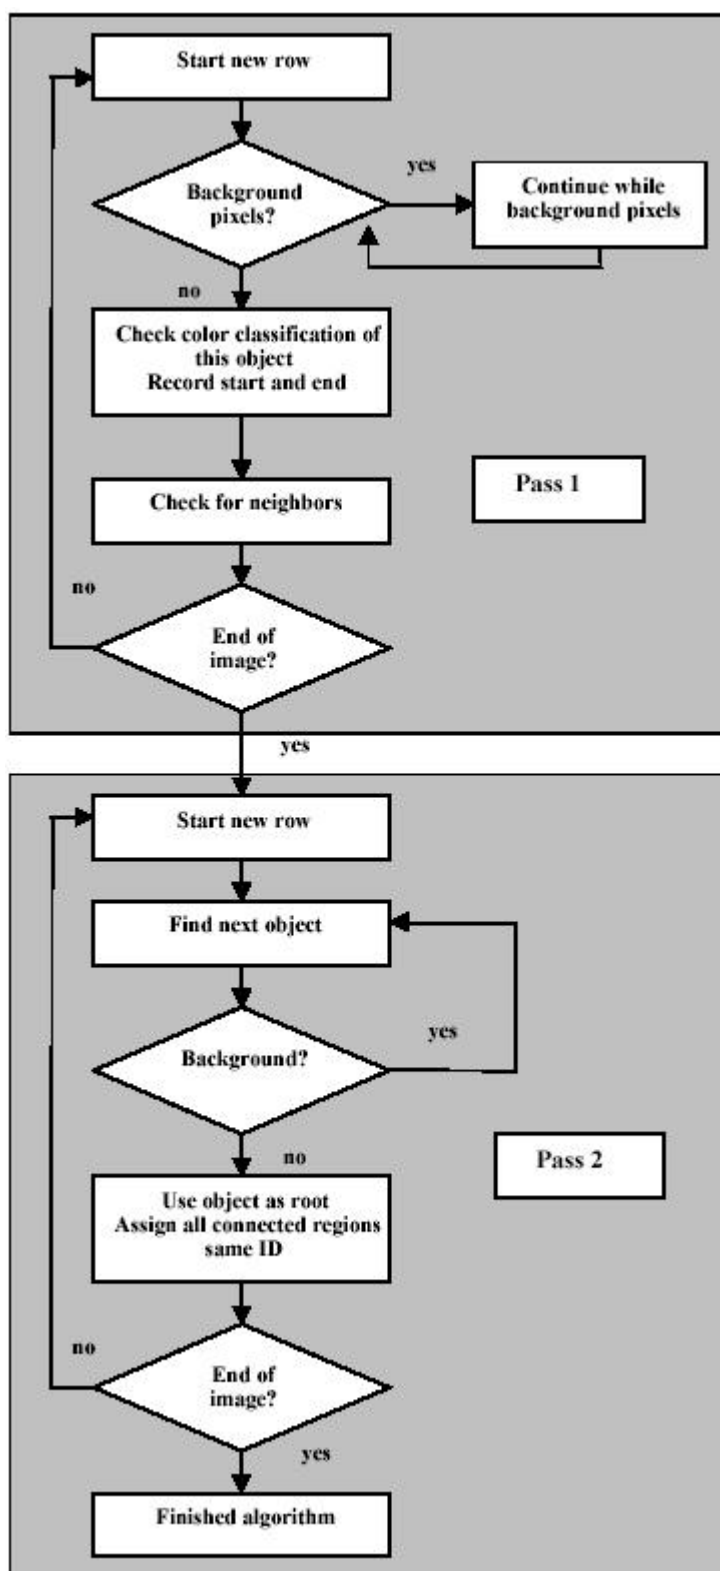 Start new row
Background
pixels?
yes
Continue while
background pixels
no
Check color classification of
this object
Record start and end
Pass 1
Check for neighbors
no
End of
image?
yes
Start new row
Find next object
Background?
yes
no
Pass 2
Use object as root
Assign all connected regions
same ID
no
End of
image?
yes
Finished algorithm